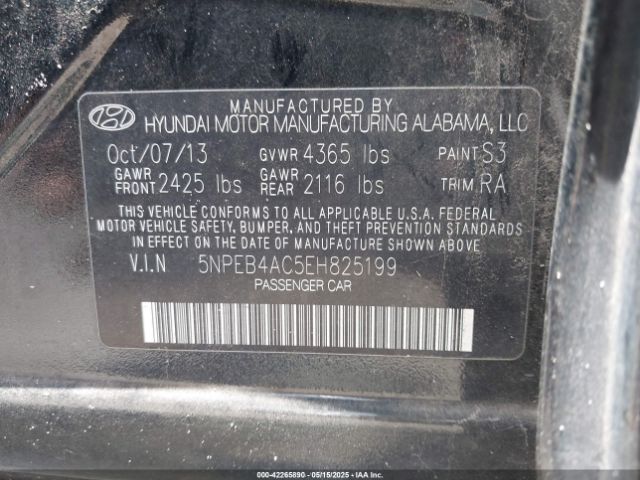 MANUFACTURED BY
HYUNDAI MOTOR MANUFACTURING ALABAMA, LLC
Oct/07/13 GVWR 4365 lbs PAINT S3
GAWR FRONT 2425 lbs GAWR REAR 2116 lbs TRIM RA
THIS VEHICLE CONFORMS TO ALL APPLICABLE U.S.A. FEDERAL
MOTOR VEHICLE SAFETY, BUMPER, AND THEFT PREVENTION STANDARDS
IN EFFECT ON THE DATE OF MANUFACTURE SHOWN ABOVE
V.I.N 5NPEB4AC5EH825199
PASSENGER CAR
000-42265890 - 05/15/2025 - IAAI.COM